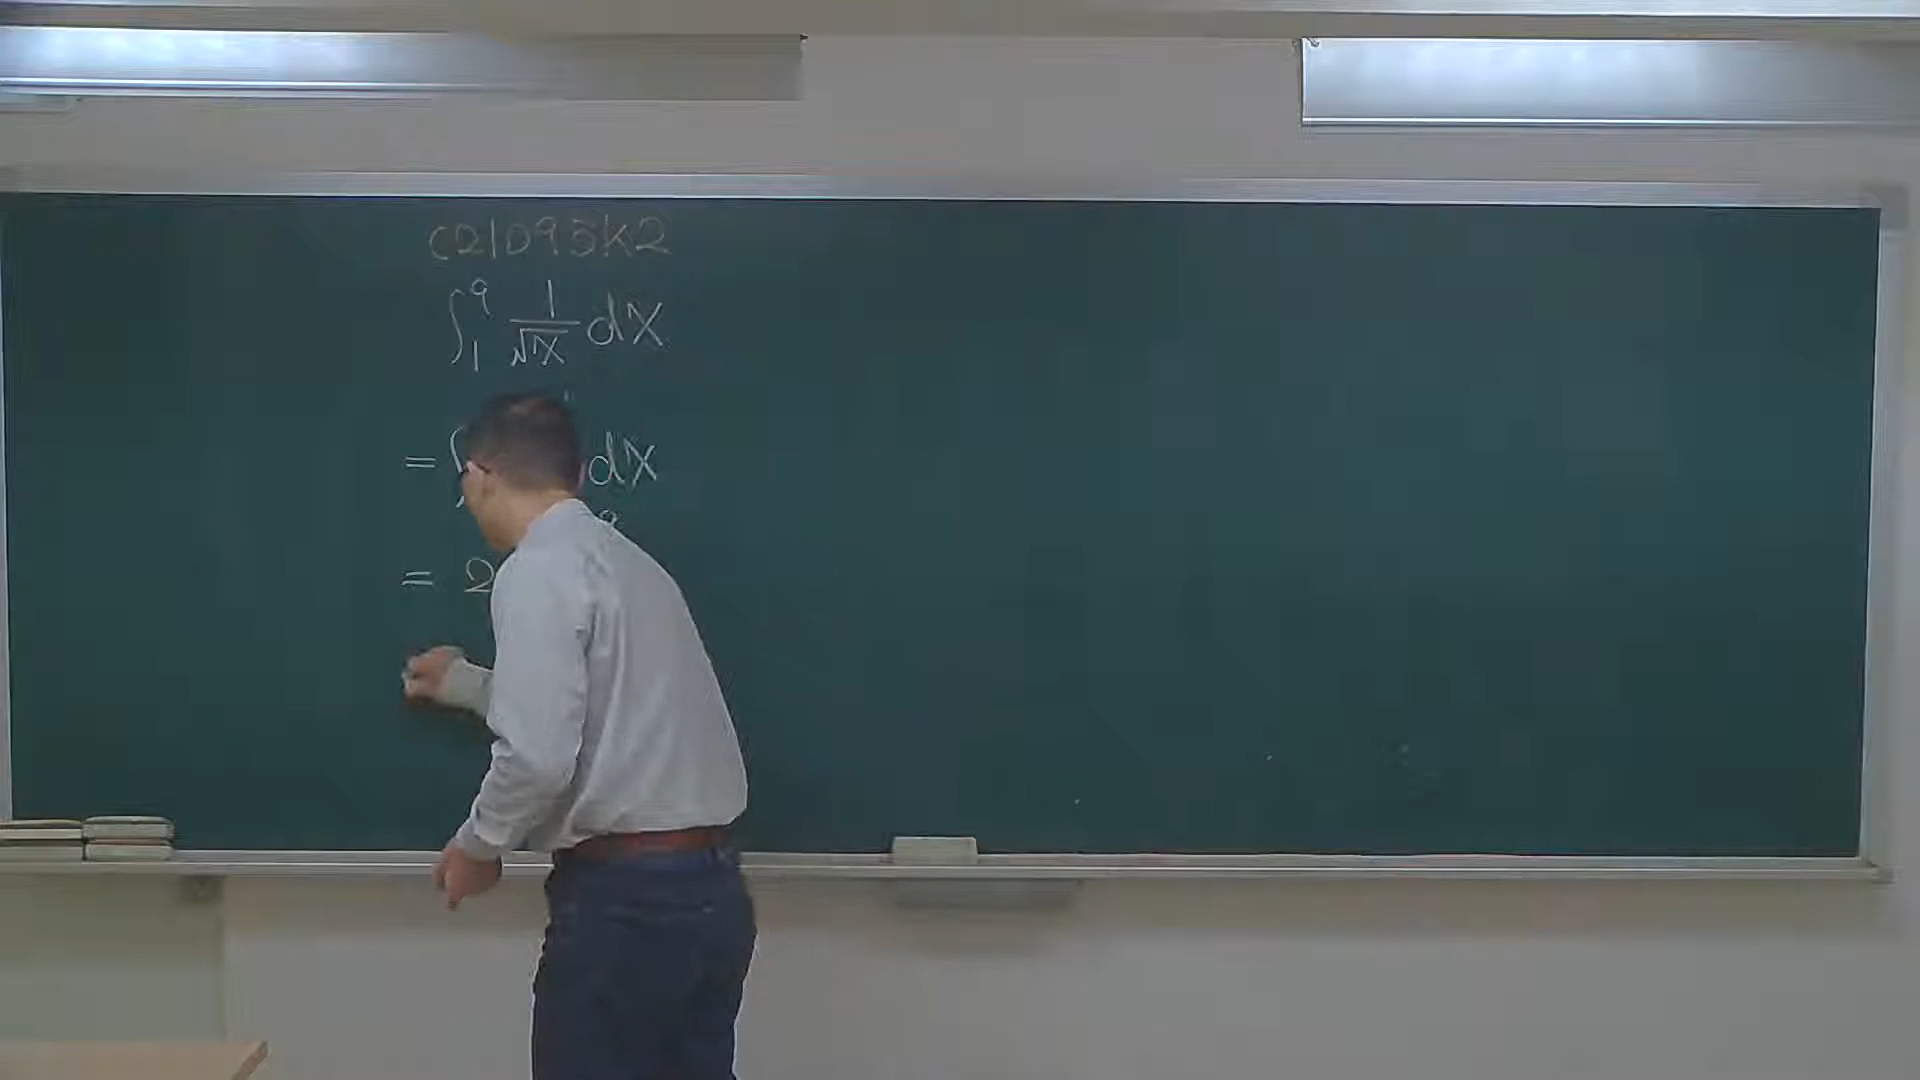 C21095K2
∫₁⁹ 1/√x dx
= ∫ dx
= 2